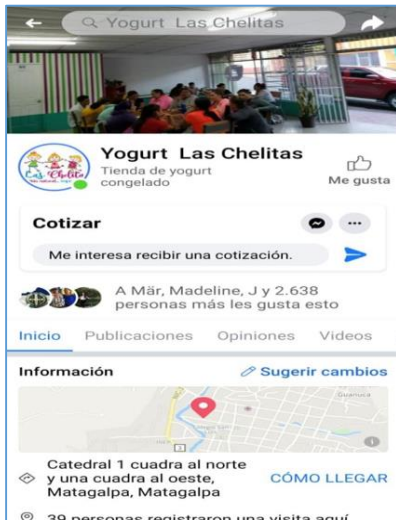 Yogurt Las Chelitas
Yogurt Las Chelitas
Tienda de yogurt
congelado
Me gusta
Cotizar
Me interesa recibir una cotización.
A Mär, Madeline, J y 2.638
personas más les gusta esto
Inicio Publicaciones Opiniones Videos
Información
Sugerir cambios
Guanuca
Catedral 1 cuadra al norte
y una cuadra al oeste,
Matagalpa, Matagalpa
CÓMO LLEGAR
39 personas registraron una visita aquí